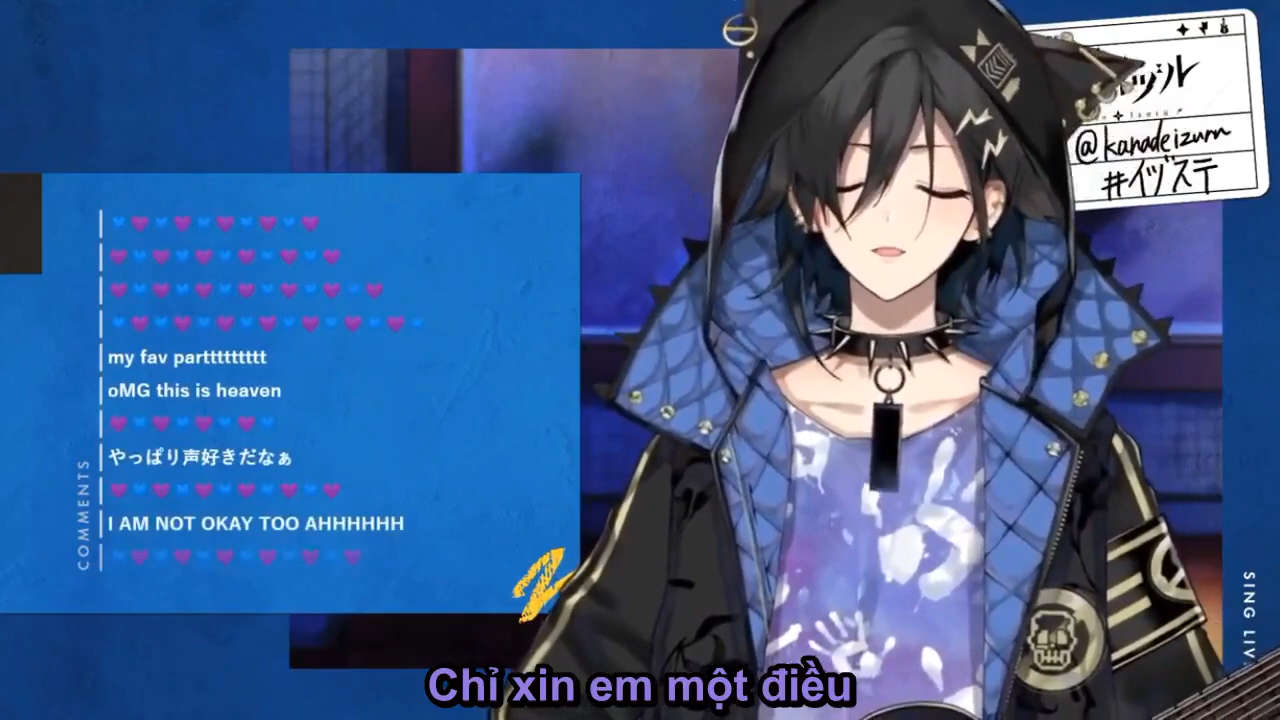 my fav parttttttttt
oMG this is heaven
やっぱり声好きだなぁ
I AM NOT OKAY TOO AHHHHHH
COMMENTS
@kanadeizum
#イヅステ
SING LIV
Chỉ xin em một điều